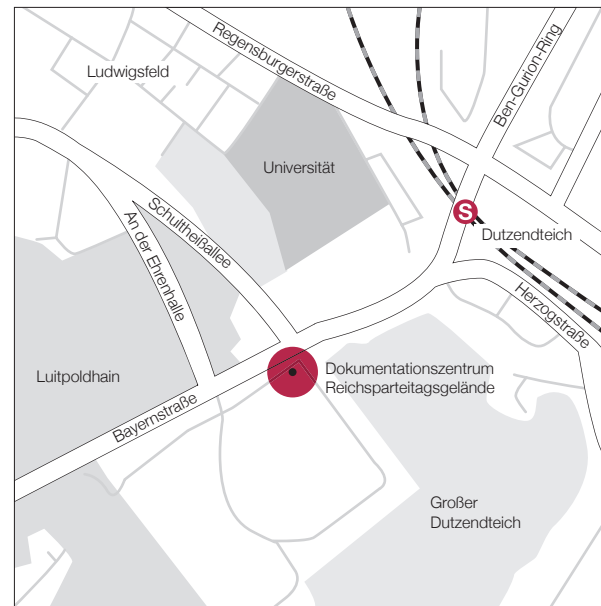 Regensburgerstraße
Ben-Gurion-Ring
Ludwigsfeld
Universität
S
Dutzendteich
Schultheißallee
An der Ehrenhalle
Herzogstraße
Luitpoldhain
Dokumentationszentrum
Reichsparteitagsgelände
Bayernstraße
Großer
Dutzendteich